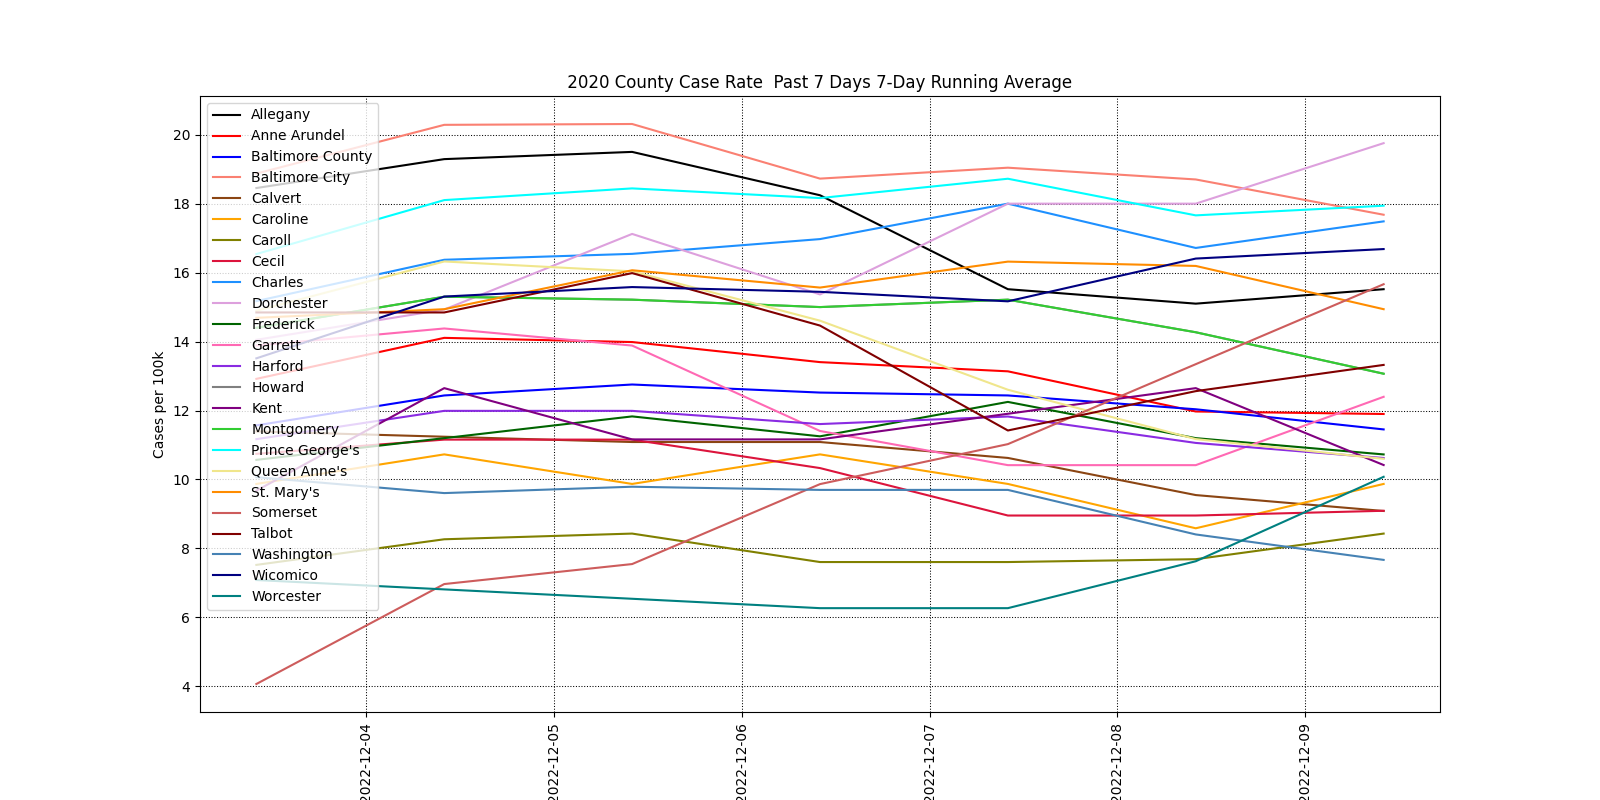 2020 County Case Rate  Past 7 Days 7-Day Running Average
Cases per 100k
20
18
16
14
12
10
8
6
4
Allegany
Anne Arundel
Baltimore County
Baltimore City
Calvert
Caroline
Caroll
Cecil
Charles
Dorchester
Frederick
Garrett
Harford
Howard
Kent
Montgomery
Prince George's
Queen Anne's
St. Mary's
Somerset
Talbot
Washington
Wicomico
Worcester
2022-12-04
2022-12-05
2022-12-06
2022-12-07
2022-12-08
2022-12-09